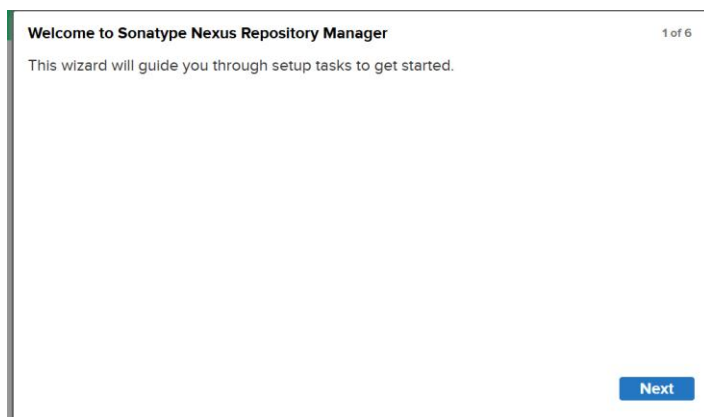 Welcome to Sonatype Nexus Repository Manager
1 of 6
This wizard will guide you through setup tasks to get started.
Next